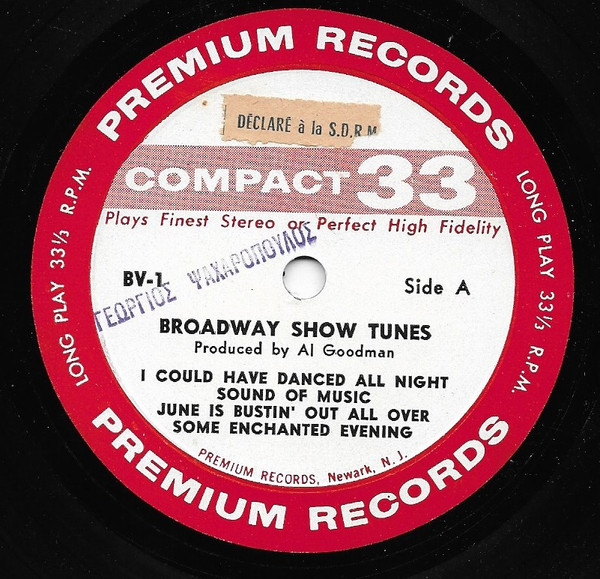 PREMIUM RECORDS
DÉCLARÉ à la S.D.R.M
COMPACT 33
Plays Finest Stereo or Perfect High Fidelity
LONG PLAY 33⅓ R.P.M.
LONG PLAY 33⅓ R.P.M.
BV-1
Side A
ΓΕΩΡΓΙΟΣ ΨΑΧΑΡΟΠΟΥΛΟΣ
BROADWAY SHOW TUNES
Produced by Al Goodman
I COULD HAVE DANCED ALL NIGHT
SOUND OF MUSIC
JUNE IS BUSTIN' OUT ALL OVER
SOME ENCHANTED EVENING
PREMIUM RECORDS, Newark, N. J.
PREMIUM RECORDS